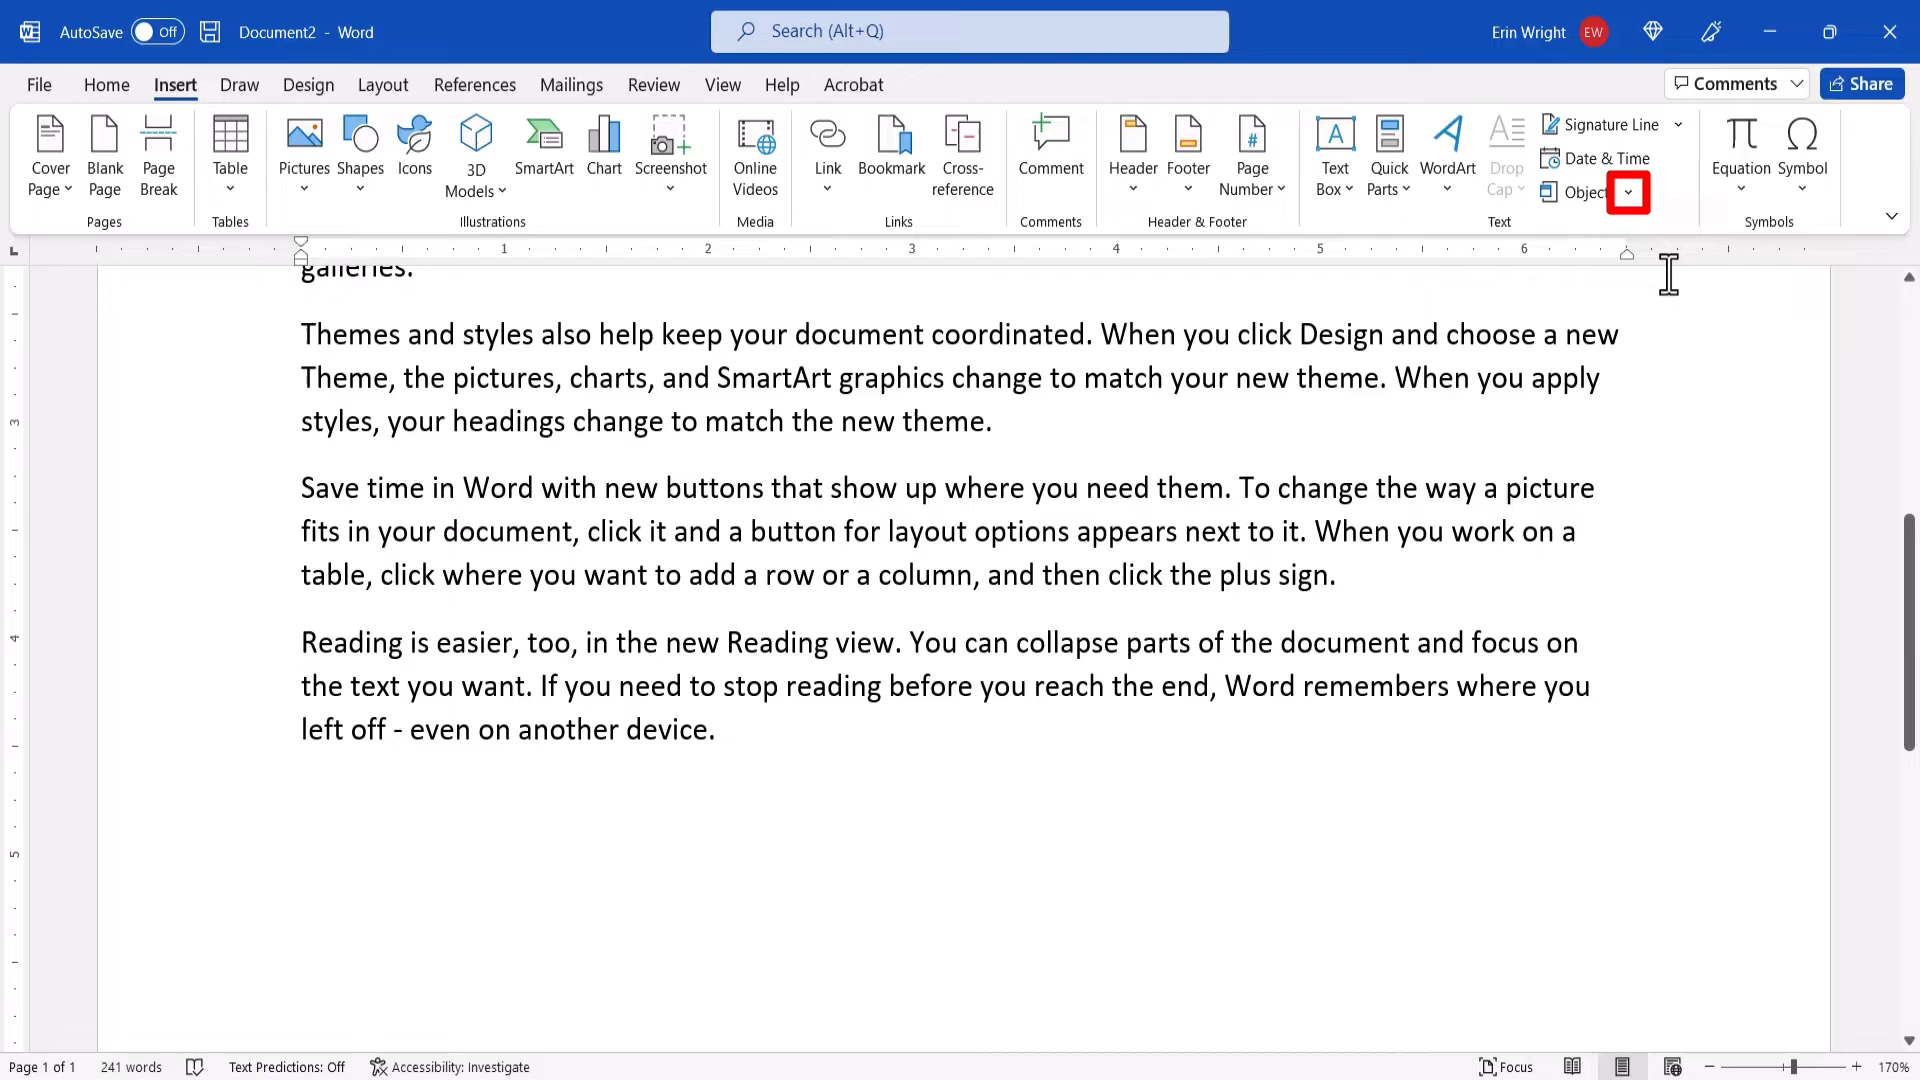 AutoSave Off Document2 - Word Search (Alt+Q) Erin Wright EW
File Home Insert Draw Design Layout References Mailings Review View Help Acrobat Comments Share
Cover Page
Blank Page
Page Break
Pages
Table
Tables
Pictures
Shapes
Icons
3D Models
SmartArt
Chart
Screenshot
Illustrations
Online Videos
Media
Link
Bookmark
Cross-reference
Links
Comment
Comments
Header
Footer
Page Number
Header & Footer
Text Box
Quick Parts
WordArt
Drop Cap
Signature Line
Date & Time
Object
Text
Equation
Symbol
Symbols
1 2 3 4 5 6
galleries.
Themes and styles also help keep your document coordinated. When you click Design and choose a new
Theme, the pictures, charts, and SmartArt graphics change to match your new theme. When you apply
styles, your headings change to match the new theme.
Save time in Word with new buttons that show up where you need them. To change the way a picture
fits in your document, click it and a button for layout options appears next to it. When you work on a
table, click where you want to add a row or a column, and then click the plus sign.
Reading is easier, too, in the new Reading view. You can collapse parts of the document and focus on
the text you want. If you need to stop reading before you reach the end, Word remembers where you
left off - even on another device.
3
4
5
Page 1 of 1 241 words Text Predictions: Off Accessibility: Investigate Focus 170%